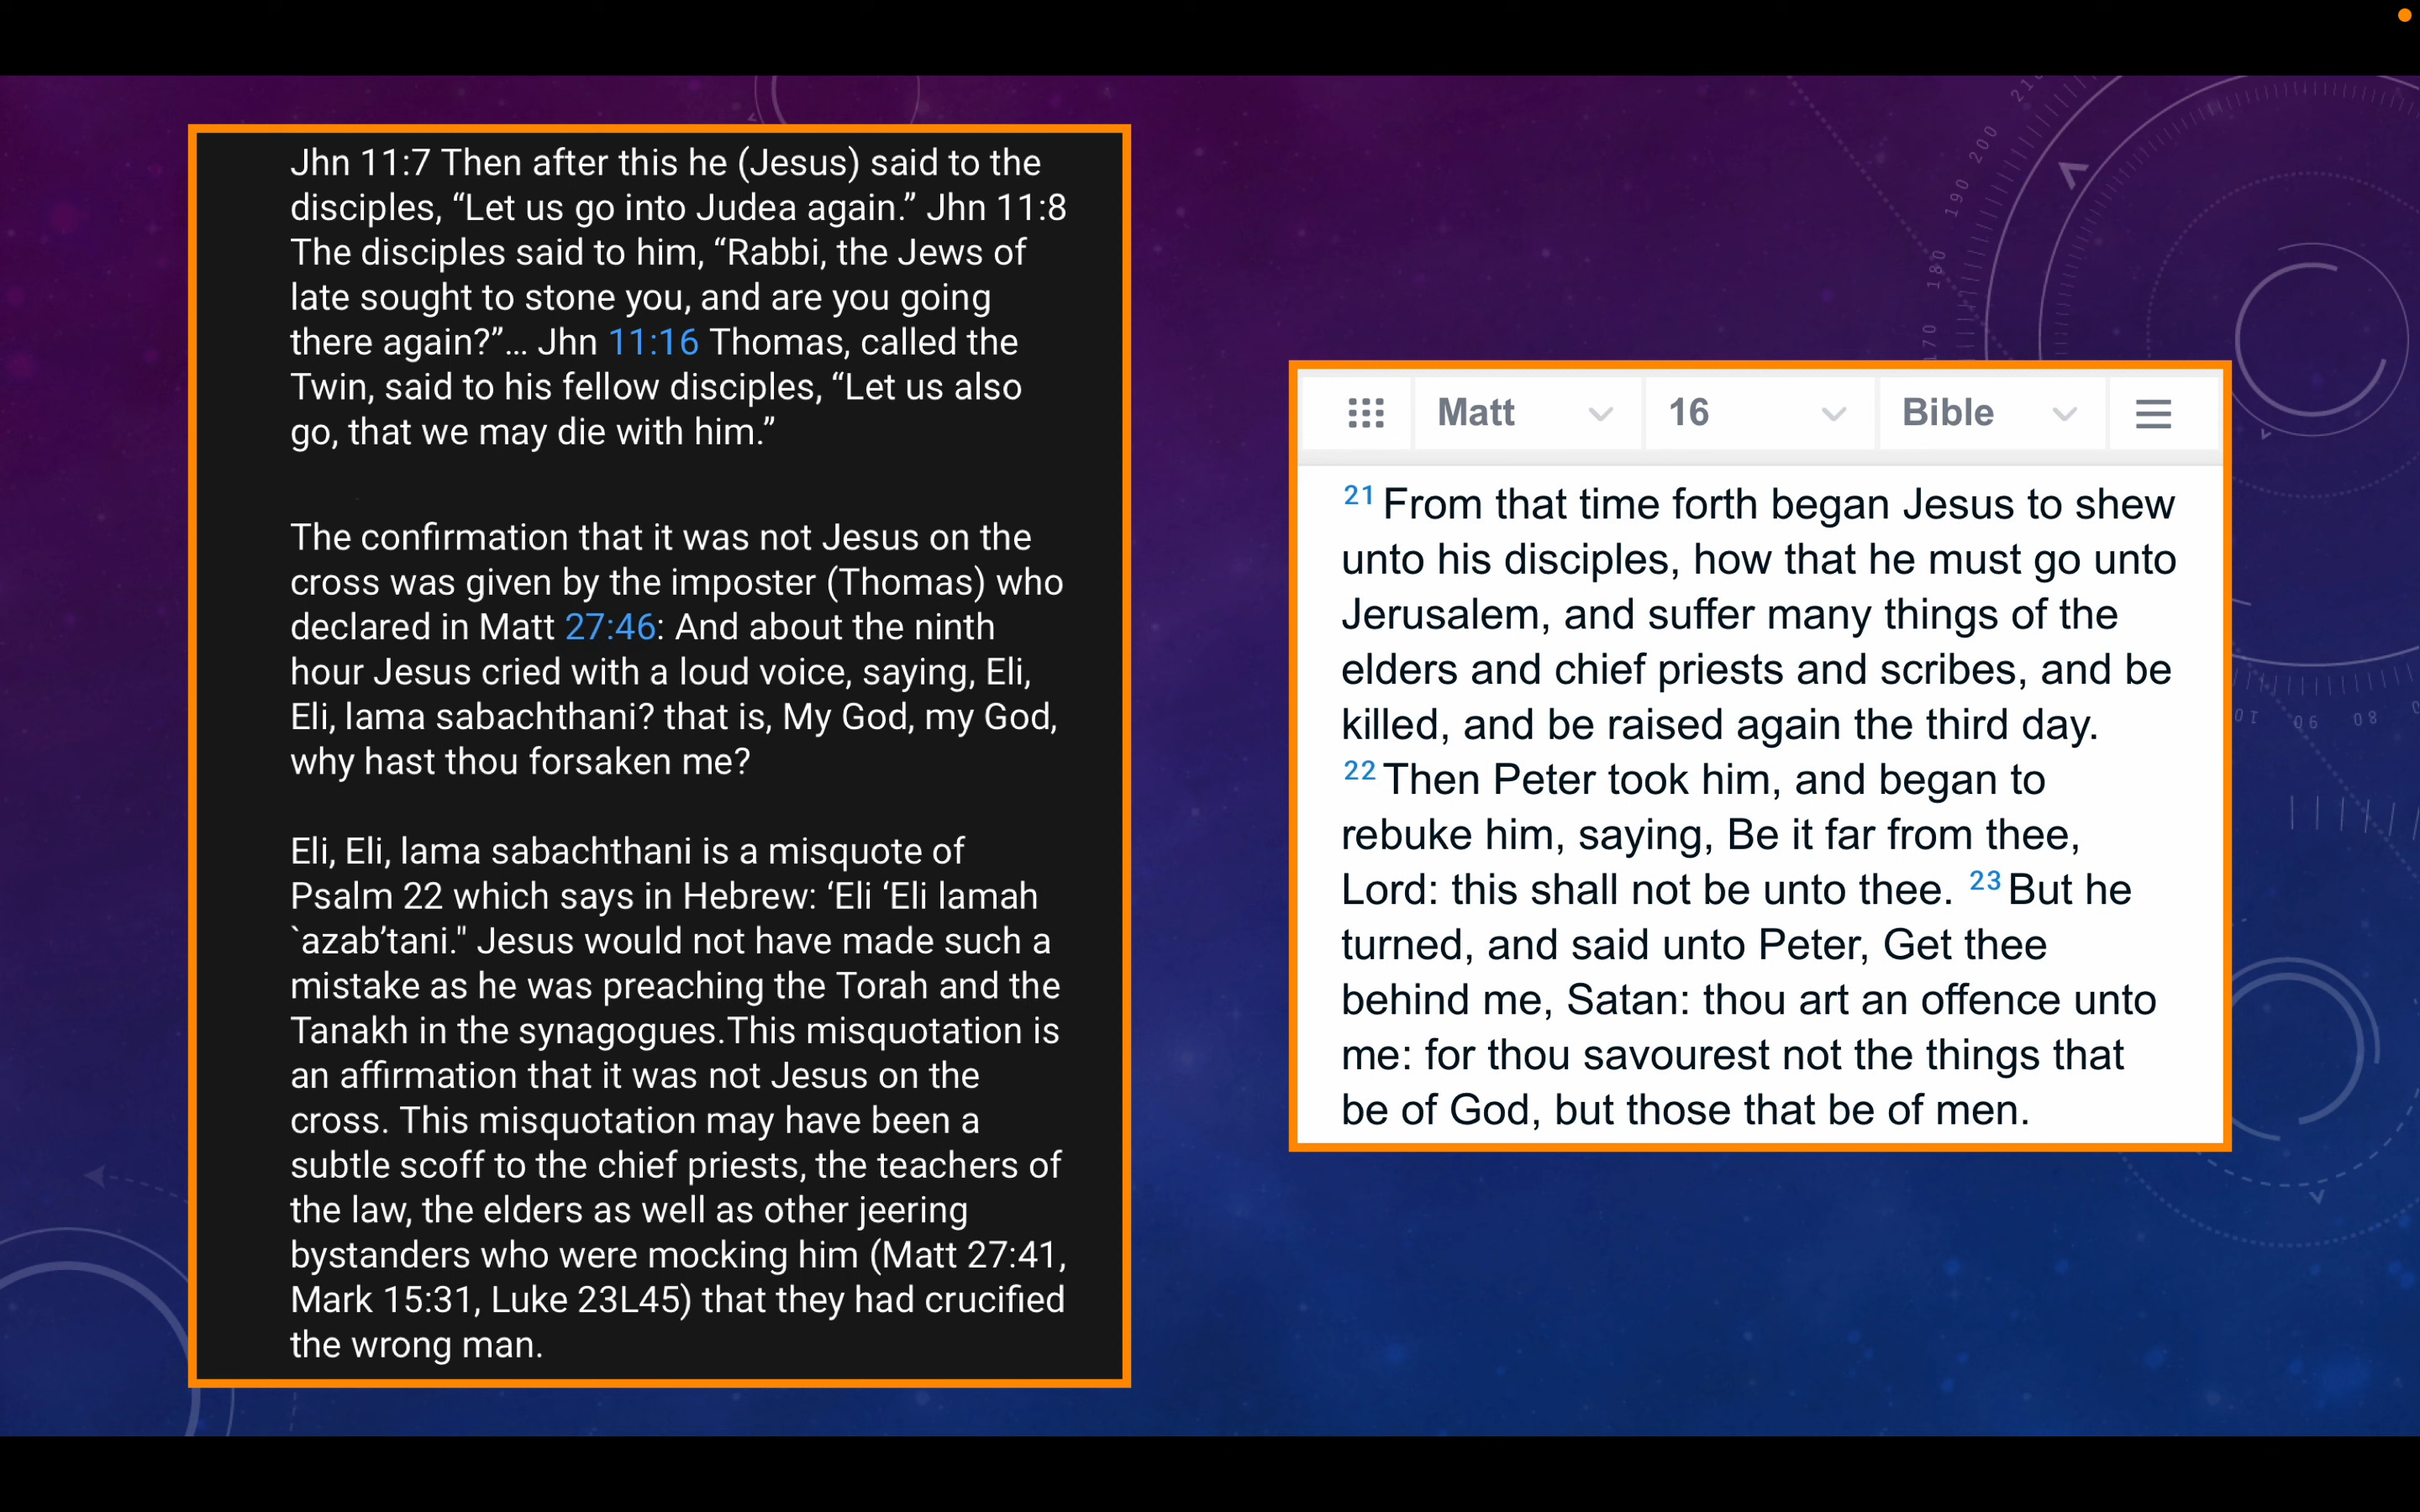 Jhn 11:7 Then after this he (Jesus) said to the
disciples, “Let us go into Judea again.” Jhn 11:8
The disciples said to him, “Rabbi, the Jews of
late sought to stone you, and are you going
there again?”... Jhn 11:16 Thomas, called the
Twin, said to his fellow disciples, “Let us also
go, that we may die with him.”
The confirmation that it was not Jesus on the
cross was given by the imposter (Thomas) who
declared in Matt 27:46: And about the ninth
hour Jesus cried with a loud voice, saying, Eli,
Eli, lama sabachthani? that is, My God, my God,
why hast thou forsaken me?
Eli, Eli, lama sabachthani is a misquote of
Psalm 22 which says in Hebrew: ‘Eli ‘Eli lamah
`azab’tani." Jesus would not have made such a
mistake as he was preaching the Torah and the
Tanakh in the synagogues.This misquotation is
an affirmation that it was not Jesus on the
cross. This misquotation may have been a
subtle scoff to the chief priests, the teachers of
the law, the elders as well as other jeering
bystanders who were mocking him (Matt 27:41,
Mark 15:31, Luke 23L45) that they had crucified
the wrong man.
Matt 16 Bible
21 From that time forth began Jesus to shew
unto his disciples, how that he must go unto
Jerusalem, and suffer many things of the
elders and chief priests and scribes, and be
killed, and be raised again the third day.
22 Then Peter took him, and began to
rebuke him, saying, Be it far from thee,
Lord: this shall not be unto thee. 23 But he
turned, and said unto Peter, Get thee
behind me, Satan: thou art an offence unto
me: for thou savourest not the things that
be of God, but those that be of men.
170 180 190 200
80 90